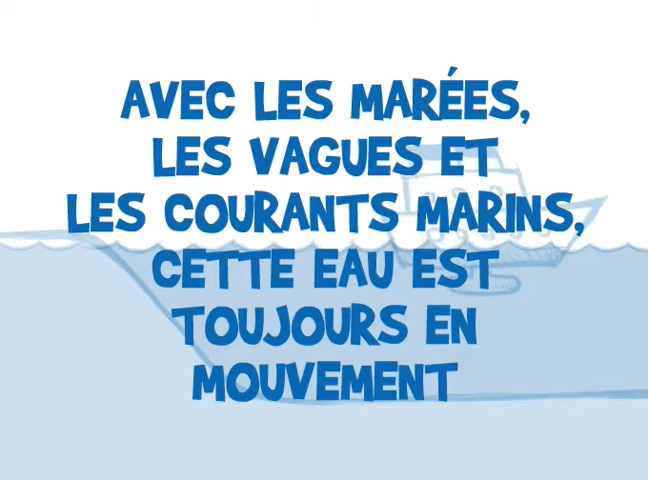 AVEC LES MARÉES,
LES VAGUES ET
LES COURANTS MARINS,
CETTE EAU EST
TOUJOURS EN
MOUVEMENT